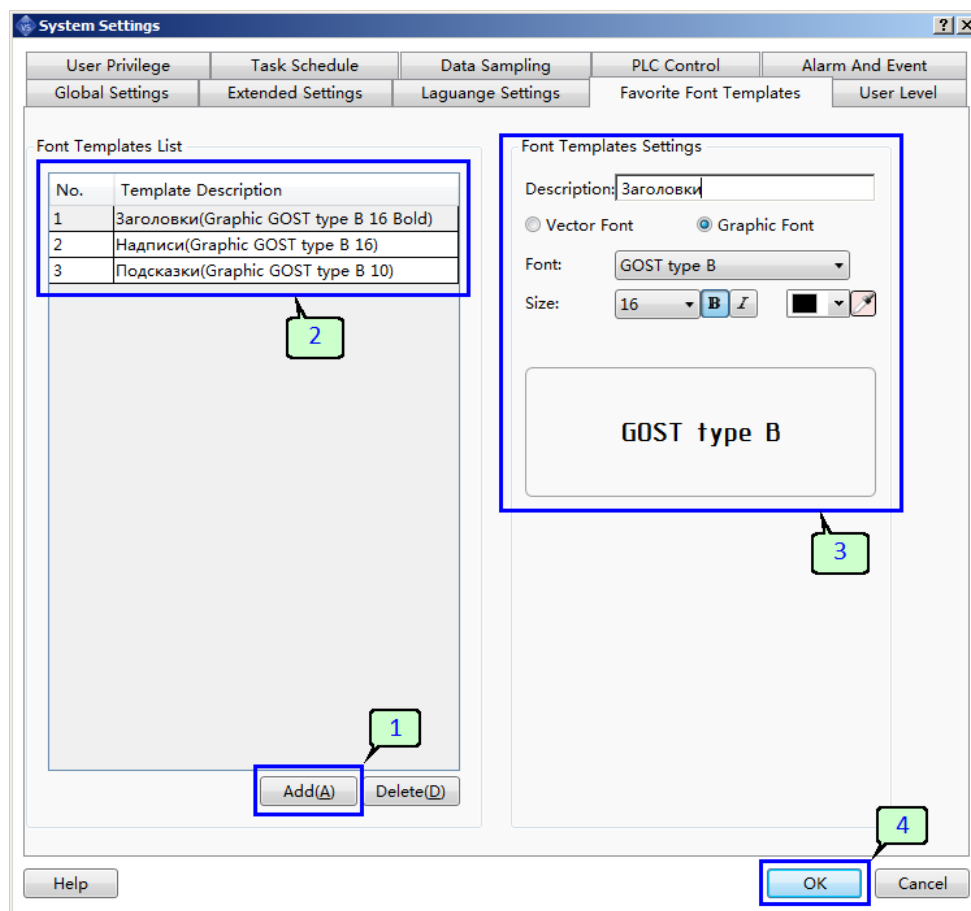 System Settings
User Privilege Task Schedule Data Sampling PLC Control Alarm And Event
Global Settings Extended Settings Laguange Settings Favorite Font Templates User Level
Font Templates List
No. Template Description
1 Заголовки(Graphic GOST type B 16 Bold)
2 Надписи(Graphic GOST type B 16)
3 Подсказки(Graphic GOST type B 10)
2
1
Add(A) Delete(D)
Font Templates Settings
Description: Заголовки
Vector Font Graphic Font
Font: GOST type B
Size: 16 B I
GOST type B
3
4
Help OK Cancel